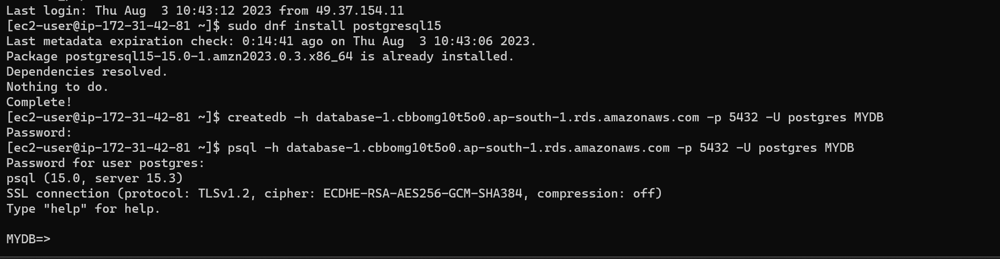 Last login: Thu Aug  3 10:43:12 2023 from 49.37.154.11
[ec2-user@ip-172-31-42-81 ~]$ sudo dnf install postgresql15
Last metadata expiration check: 0:14:41 ago on Thu Aug  3 10:43:06 2023.
Package postgresql15-15.0-1.amzn2023.0.3.x86_64 is already installed.
Dependencies resolved.
Nothing to do.
Complete!
[ec2-user@ip-172-31-42-81 ~]$ createdb -h database-1.cbbomg10t5o0.ap-south-1.rds.amazonaws.com -p 5432 -U postgres MYDB
Password:
[ec2-user@ip-172-31-42-81 ~]$ psql -h database-1.cbbomg10t5o0.ap-south-1.rds.amazonaws.com -p 5432 -U postgres MYDB
Password for user postgres:
psql (15.0, server 15.3)
SSL connection (protocol: TLSv1.2, cipher: ECDHE-RSA-AES256-GCM-SHA384, compression: off)
Type "help" for help.
MYDB=>